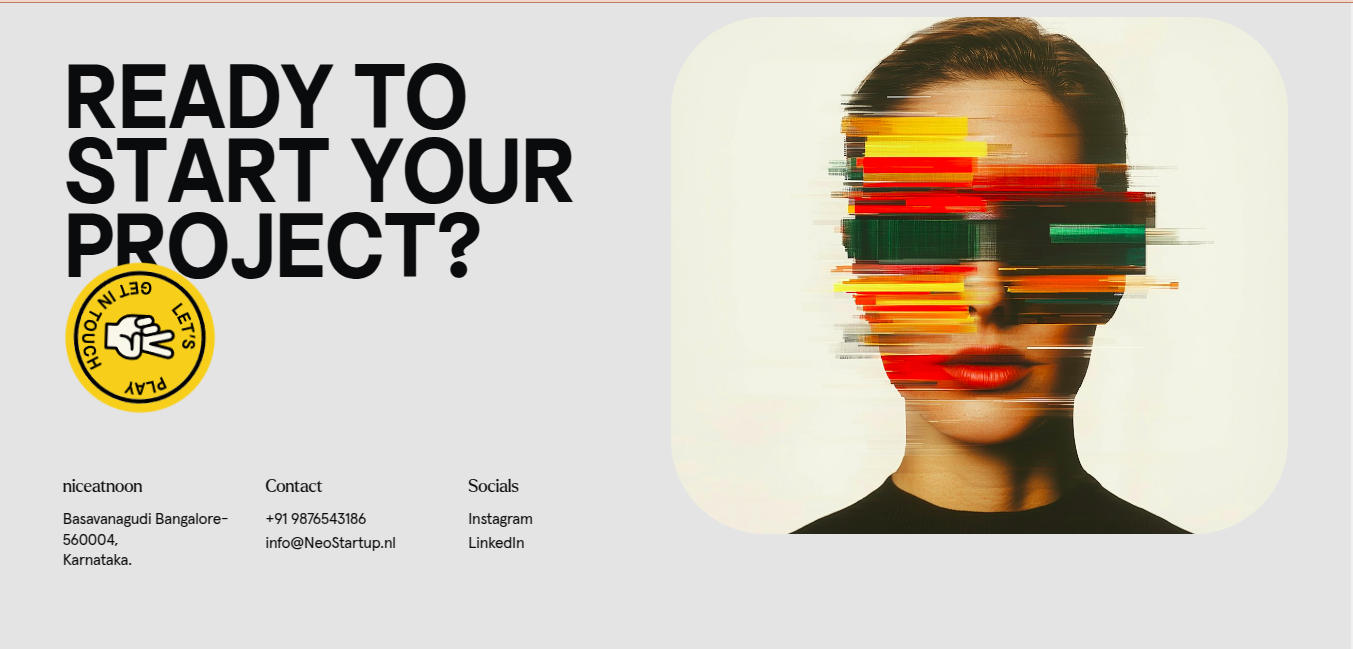 READY TO
START YOUR
PROJECT?
GET IN TOUCH
LET'S
PLAY
niceatnoon
Basavanagudi Bangalore-
560004,
Karnataka.
Contact
+91 9876543186
info@NeoStartup.nl
Socials
Instagram
LinkedIn